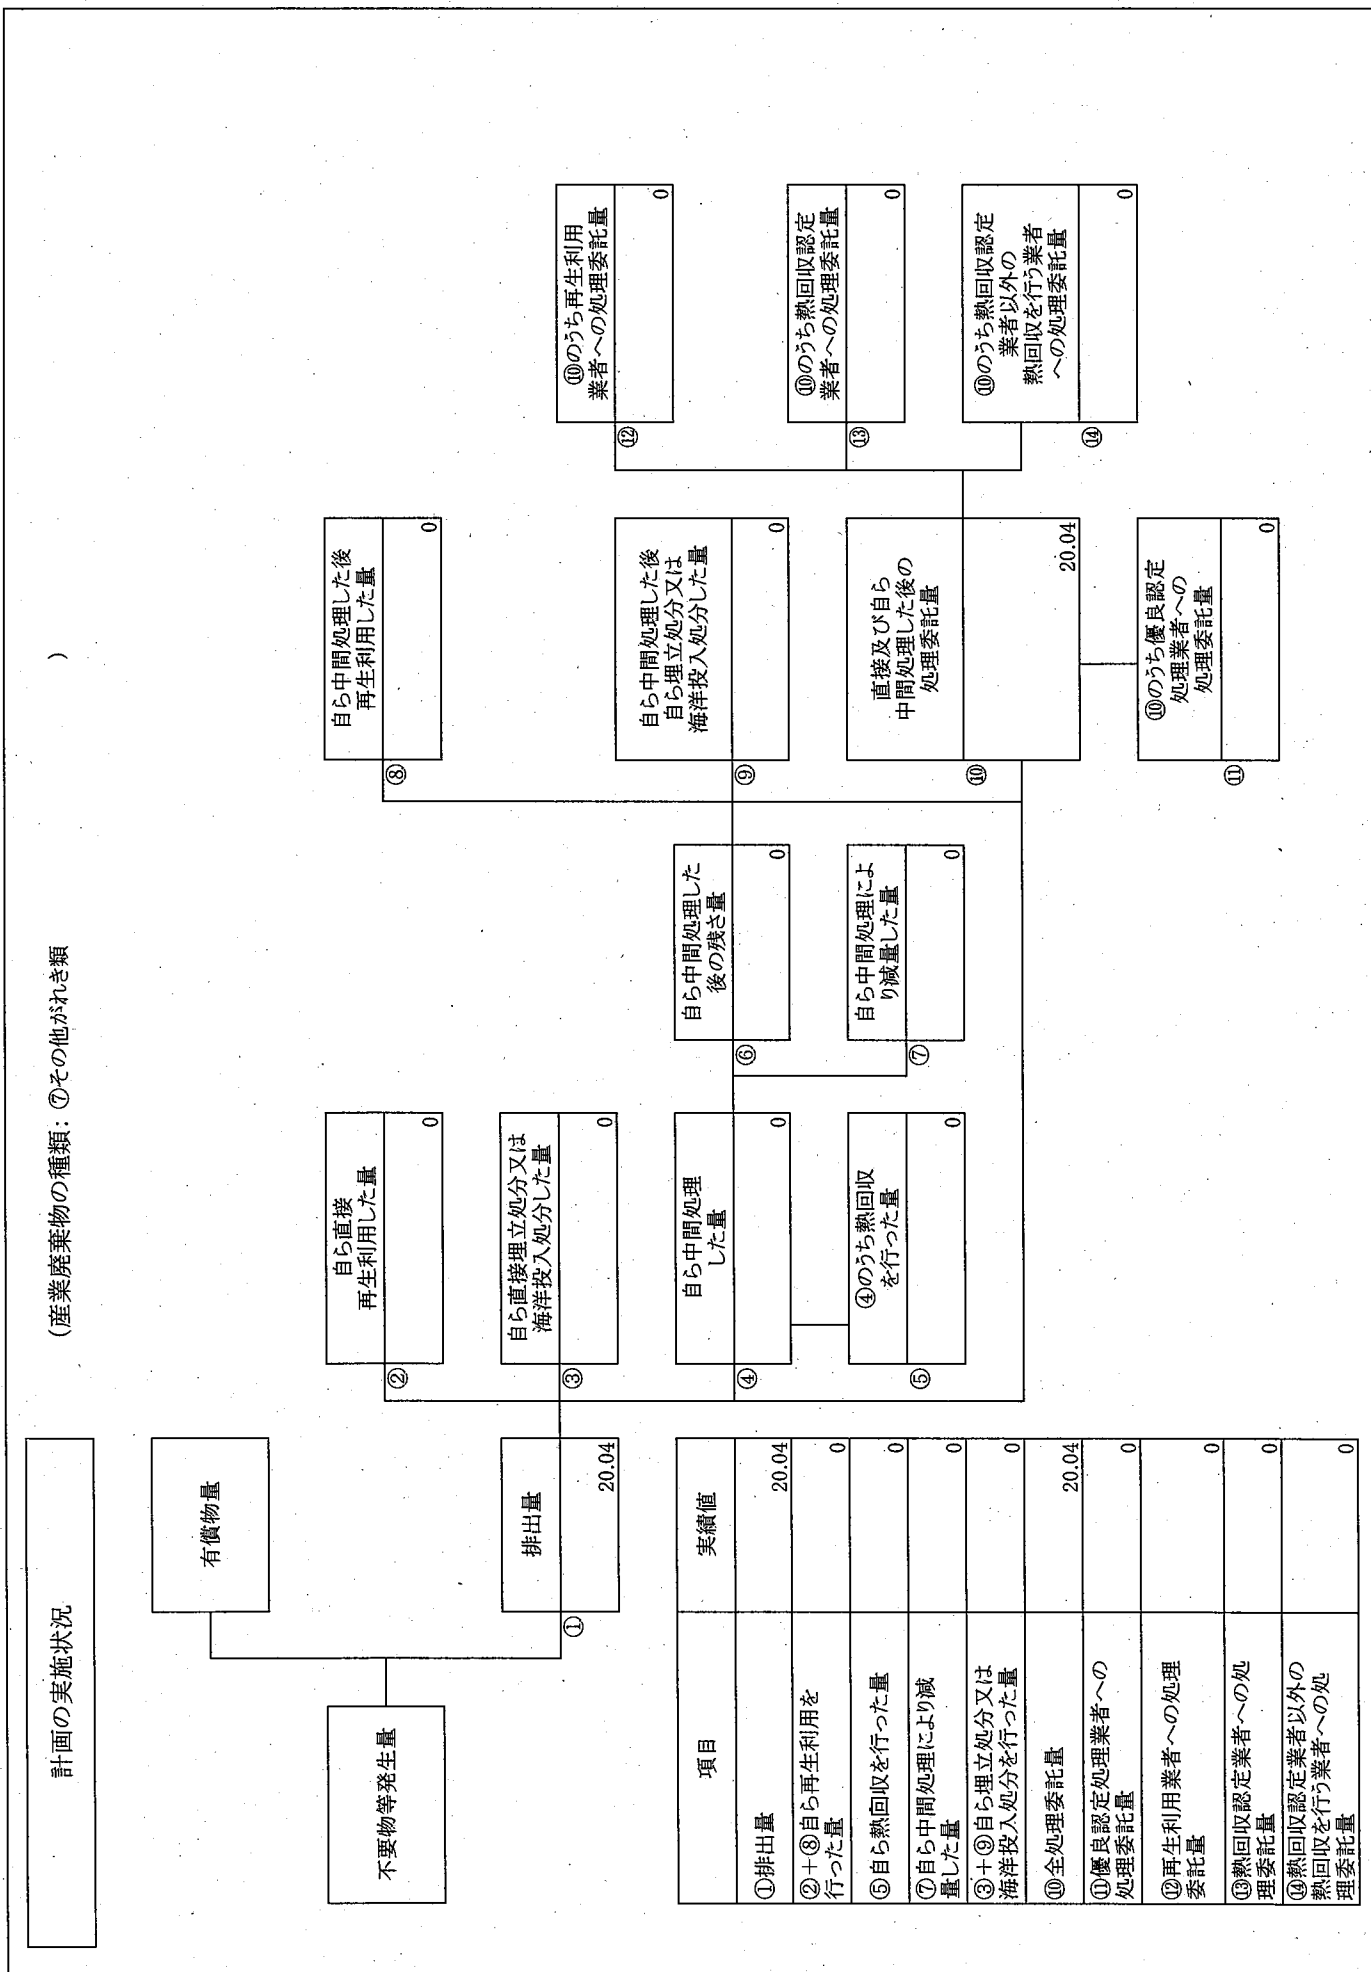 計画の実施状況
(産業廃棄物の種類：⑦その他がれき類
)
不要物等発生量
有償物量
①
排出量
20.04
②
自ら直接
再生利用した量
0
③
自ら直接埋立処分又は
海洋投入処分した量
0
④
自ら中間処理
した量
0
⑤
④のうち熱回収
を行った量
0
⑥
自ら中間処理した
後の残さ量
0
⑦
自ら中間処理によ
り減量した量
0
⑧
自ら中間処理した後
再生利用した量
0
⑨
自ら中間処理した後
自ら埋立処分又は
海洋投入処分した量
0
⑩
直接及び自ら
中間処理した後の
処理委託量
20.04
⑪
⑩のうち優良認定
処理業者への
処理委託量
0
⑫
⑩のうち再生利用
業者への処理委託量
0
⑬
⑩のうち熱回収認定
業者への処理委託量
0
⑭
⑩のうち熱回収認定
業者以外の
熱回収を行う業者
への処理委託量
0
項目 実績値
①排出量 20.04
②＋⑧自ら再生利用を
行った量 0
⑤自ら熱回収を行った量 0
⑦自ら中間処理により減
量した量 0
③＋⑨自ら埋立処分又は
海洋投入処分を行った量 0
⑩全処理委託量 20.04
⑪優良認定処理業者への
処理委託量 0
⑫再生利用業者への処理
委託量 0
⑬熱回収認定業者への処
理委託量 0
⑭熱回収認定業者以外の
熱回収を行う業者への処
理委託量 0